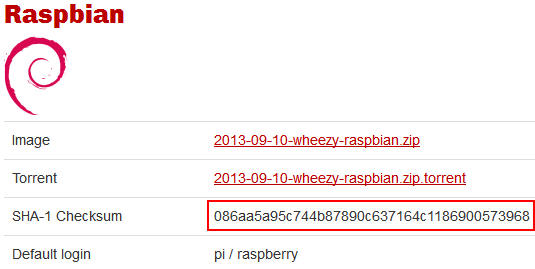 Raspbian
Image 2013-09-10-wheezy-raspbian.zip
Torrent 2013-09-10-wheezy-raspbian.zip.torrent
SHA-1 Checksum 086aa5a95c744b87890c637164c1186900573968
Default login pi / raspberry